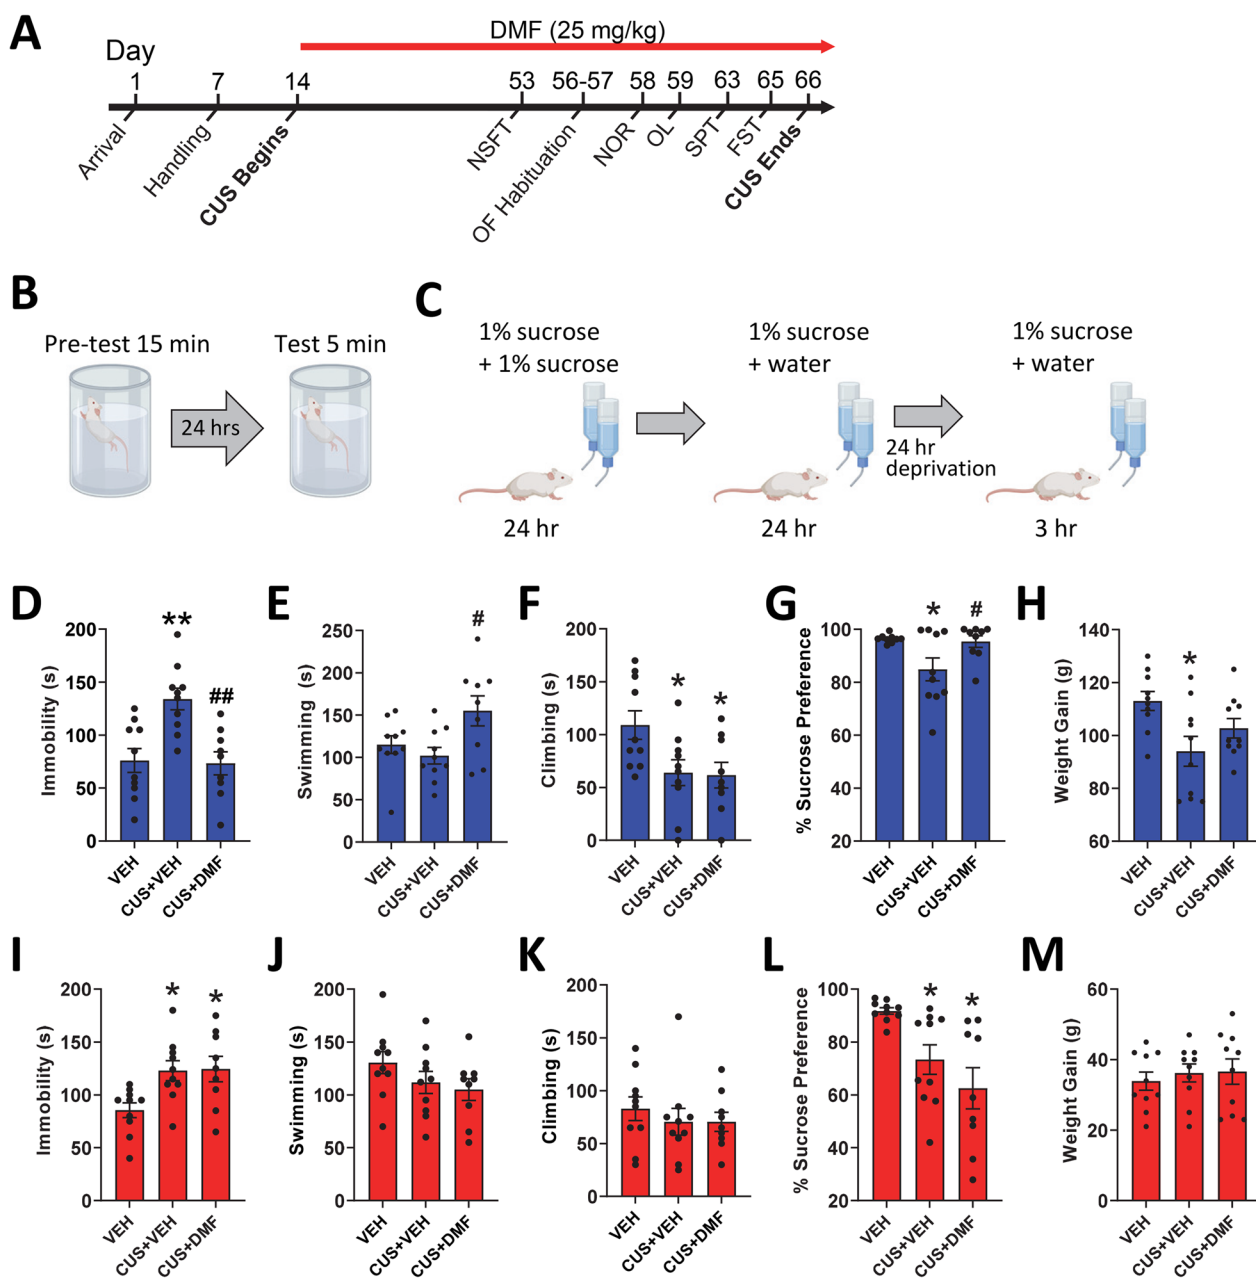 A
DMF (25 mg/kg)
Day
1 7 14 53 56-57 58 59 63 65 66
Arrival
Handling
CUS Begins
NSFT
OF Habituation
NOR
OL
SPT
FST
CUS Ends
B
Pre-test 15 min
Test 5 min
24 hrs
C
1% sucrose
+ 1% sucrose
1% sucrose
+ water
1% sucrose
+ water
24 hr
deprivation
24 hr
24 hr
3 hr
D
Immobility (s)
200
150
100
50
0
**
##
VEH
CUS+VEH
CUS+DMF
E
Swimming (s)
250
200
150
100
50
0
#
VEH
CUS+VEH
CUS+DMF
F
Climbing (s)
200
150
100
50
0
*
*
VEH
CUS+VEH
CUS+DMF
G
% Sucrose Preference
100
80
60
40
20
*
#
VEH
CUS+VEH
CUS+DMF
H
Weight Gain (g)
140
120
100
80
60
*
VEH
CUS+VEH
CUS+DMF
I
Immobility (s)
200
150
100
50
0
*
*
VEH
CUS+VEH
CUS+DMF
J
Swimming (s)
200
150
100
50
0
VEH
CUS+VEH
CUS+DMF
K
Climbing (s)
200
150
100
50
0
VEH
CUS+VEH
CUS+DMF
L
% Sucrose Preference
100
80
60
40
20
*
*
VEH
CUS+VEH
CUS+DMF
M
Weight Gain (g)
60
40
20
0
VEH
CUS+VEH
CUS+DMF